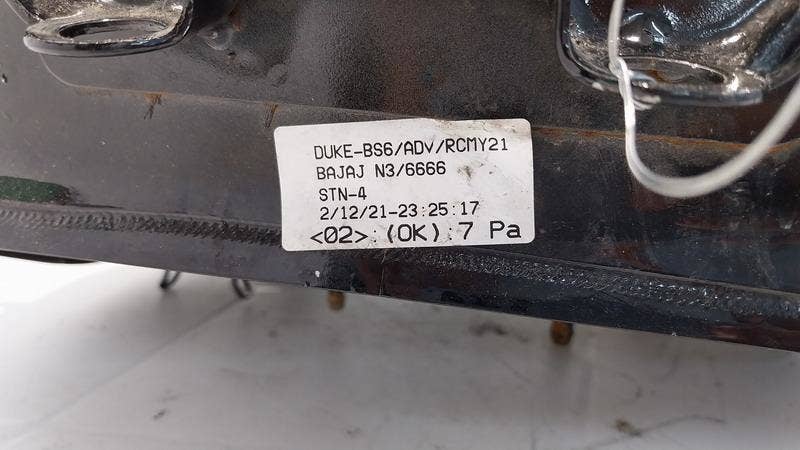 DUKE-BS6/ADV/RCMY21
BAJAJ N3/6666
STN-4
2/12/21-23:25:17
<02>:(OK):7 Pa